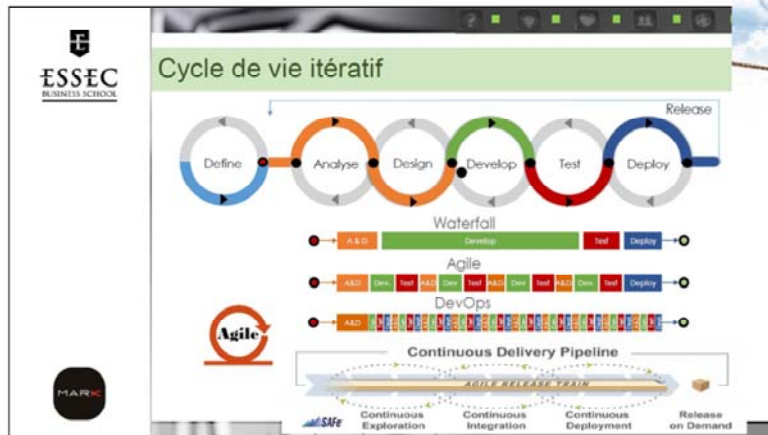 ESSEC
BUSINESS SCHOOL
Cycle de vie itératif
Release
Define
Analyse
Design
Develop
Test
Deploy
Waterfall
A & D Develop Test Deploy
Agile
A&D Dev. Test A&D Dev Test A&D Dev Test A&D Dev. Test Deploy
DevOps
A&D
Agile
Continuous Delivery Pipeline
AGILE RELEASE TRAIN
MARK
SAFe
Continuous Exploration
Continuous Integration
Continuous Deployment
Release on Demand